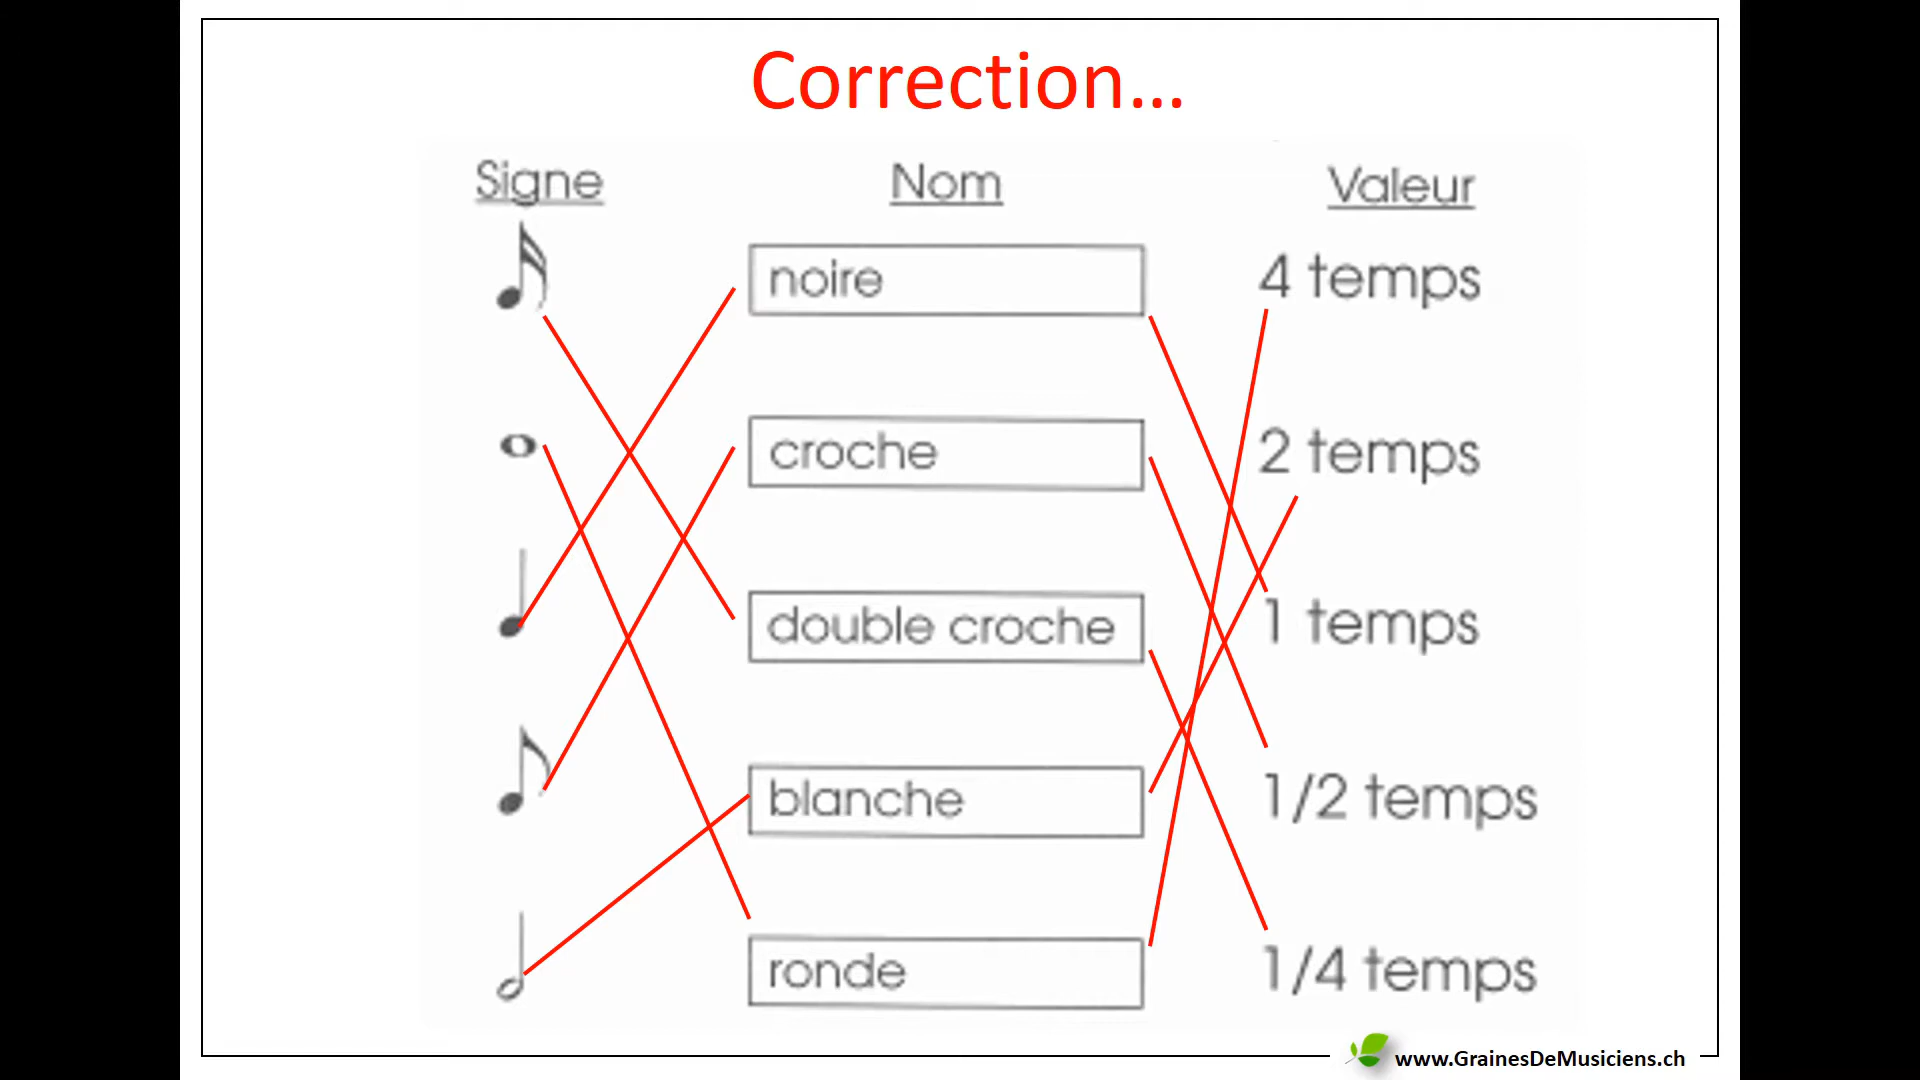 Correction...
Signe Nom Valeur
noire 4 temps
croche 2 temps
double croche 1 temps
blanche 1/2 temps
ronde 1/4 temps
www.GrainesDeMusiciens.ch